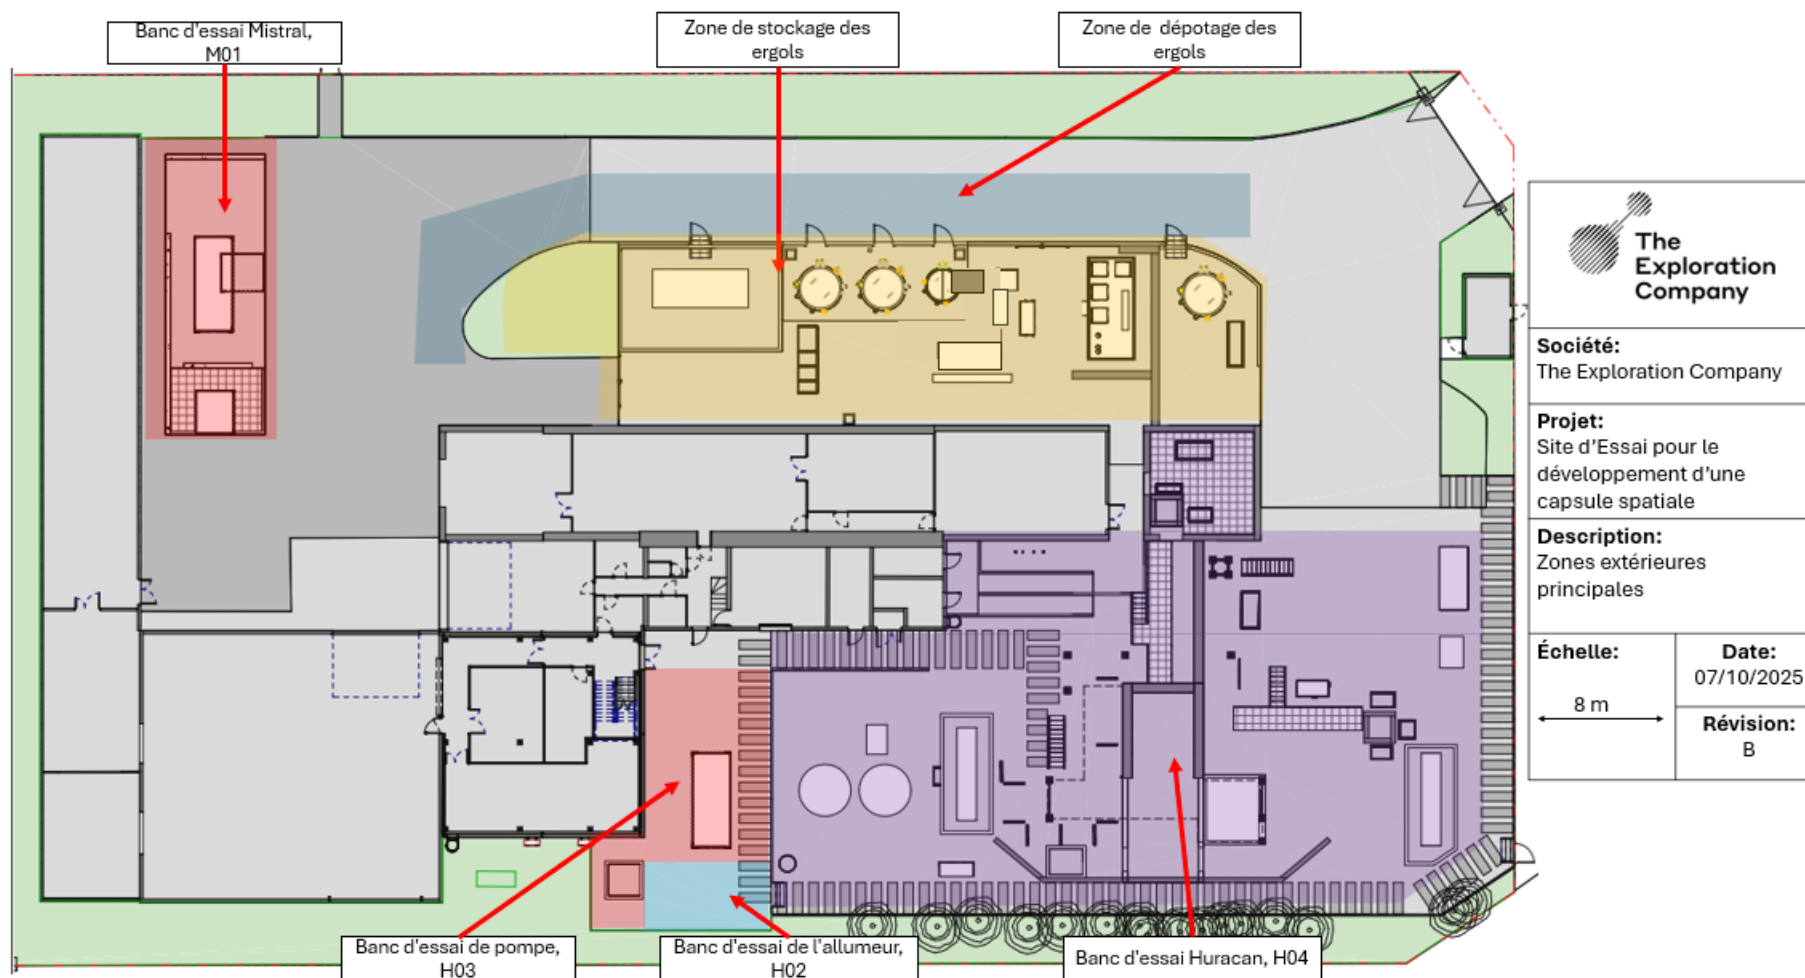 Banc d'essai Mistral,
M01
Zone de stockage des
ergols
Zone de dépotage des
ergols
The
Exploration
Company
Société:
The Exploration Company
Projet:
Site d'Essai pour le
développement d'une
capsule spatiale
Description:
Zones extérieures
principales
Échelle:
8 m
Date:
07/10/2025
Révision:
B
Banc d'essai de pompe,
H03
Banc d'essai de l'allumeur,
H02
Banc d'essai Huracan, H04